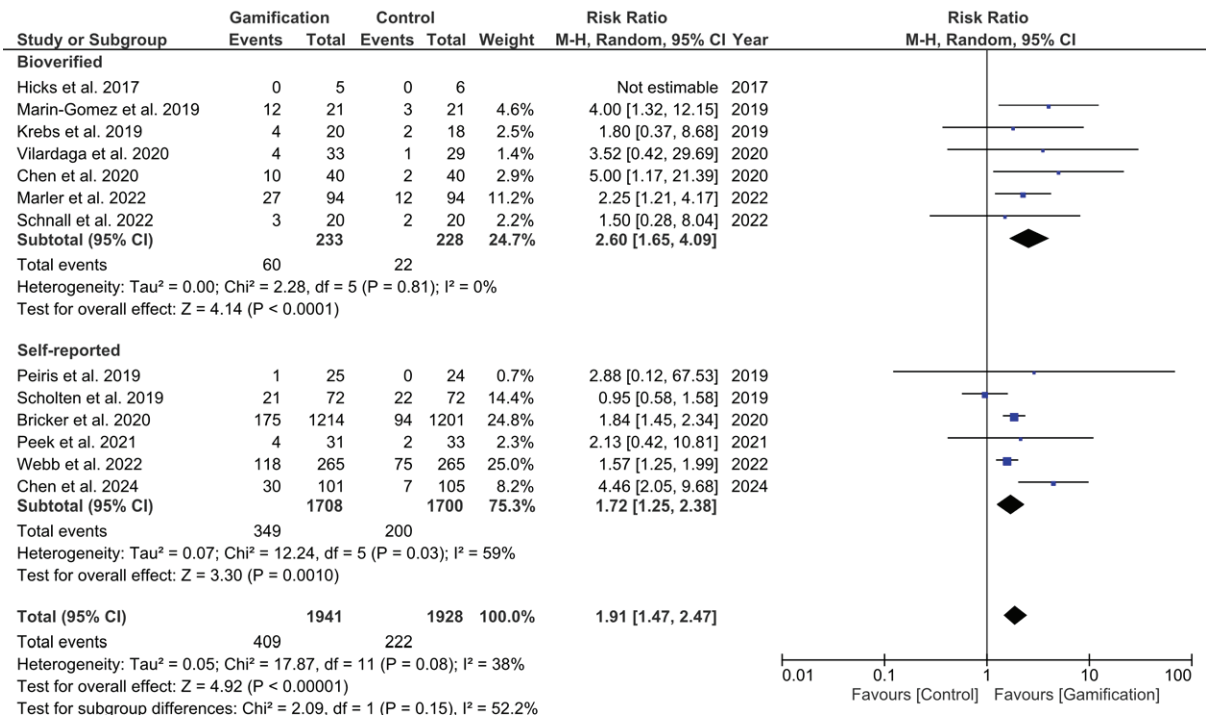 Gamification Control Risk Ratio Risk Ratio
Study or Subgroup Events Total Events Total Weight M-H, Random, 95% CI Year M-H, Random, 95% CI
Bioverified
Hicks et al. 2017 0 5 0 6 Not estimable 2017
Marin-Gomez et al. 2019 12 21 3 21 4.6% 4.00 [1.32, 12.15] 2019
Krebs et al. 2019 4 20 2 18 2.5% 1.80 [0.37, 8.68] 2019
Vilardaga et al. 2020 4 33 1 29 1.4% 3.52 [0.42, 29.69] 2020
Chen et al. 2020 10 40 2 40 2.9% 5.00 [1.17, 21.39] 2020
Marler et al. 2022 27 94 12 94 11.2% 2.25 [1.21, 4.17] 2022
Schnall et al. 2022 3 20 2 20 2.2% 1.50 [0.28, 8.04] 2022
Subtotal (95% CI) 233 228 24.7% 2.60 [1.65, 4.09]
Total events 60 22
Heterogeneity: Tau² = 0.00; Chi² = 2.28, df = 5 (P = 0.81); I² = 0%
Test for overall effect: Z = 4.14 (P < 0.0001)
Self-reported
Peiris et al. 2019 1 25 0 24 0.7% 2.88 [0.12, 67.53] 2019
Scholten et al. 2019 21 72 22 72 14.4% 0.95 [0.58, 1.58] 2019
Bricker et al. 2020 175 1214 94 1201 24.8% 1.84 [1.45, 2.34] 2020
Peek et al. 2021 4 31 2 33 2.3% 2.13 [0.42, 10.81] 2021
Webb et al. 2022 118 265 75 265 25.0% 1.57 [1.25, 1.99] 2022
Chen et al. 2024 30 101 7 105 8.2% 4.46 [2.05, 9.68] 2024
Subtotal (95% CI) 1708 1700 75.3% 1.72 [1.25, 2.38]
Total events 349 200
Heterogeneity: Tau² = 0.07; Chi² = 12.24, df = 5 (P = 0.03); I² = 59%
Test for overall effect: Z = 3.30 (P = 0.0010)
Total (95% CI) 1941 1928 100.0% 1.91 [1.47, 2.47]
Total events 409 222
Heterogeneity: Tau² = 0.05; Chi² = 17.87, df = 11 (P = 0.08); I² = 38%
Test for overall effect: Z = 4.92 (P < 0.00001)
Test for subgroup differences: Chi² = 2.09, df = 1 (P = 0.15), I² = 52.2%
0.01 0.1 1 10 100
Favours [Control] Favours [Gamification]